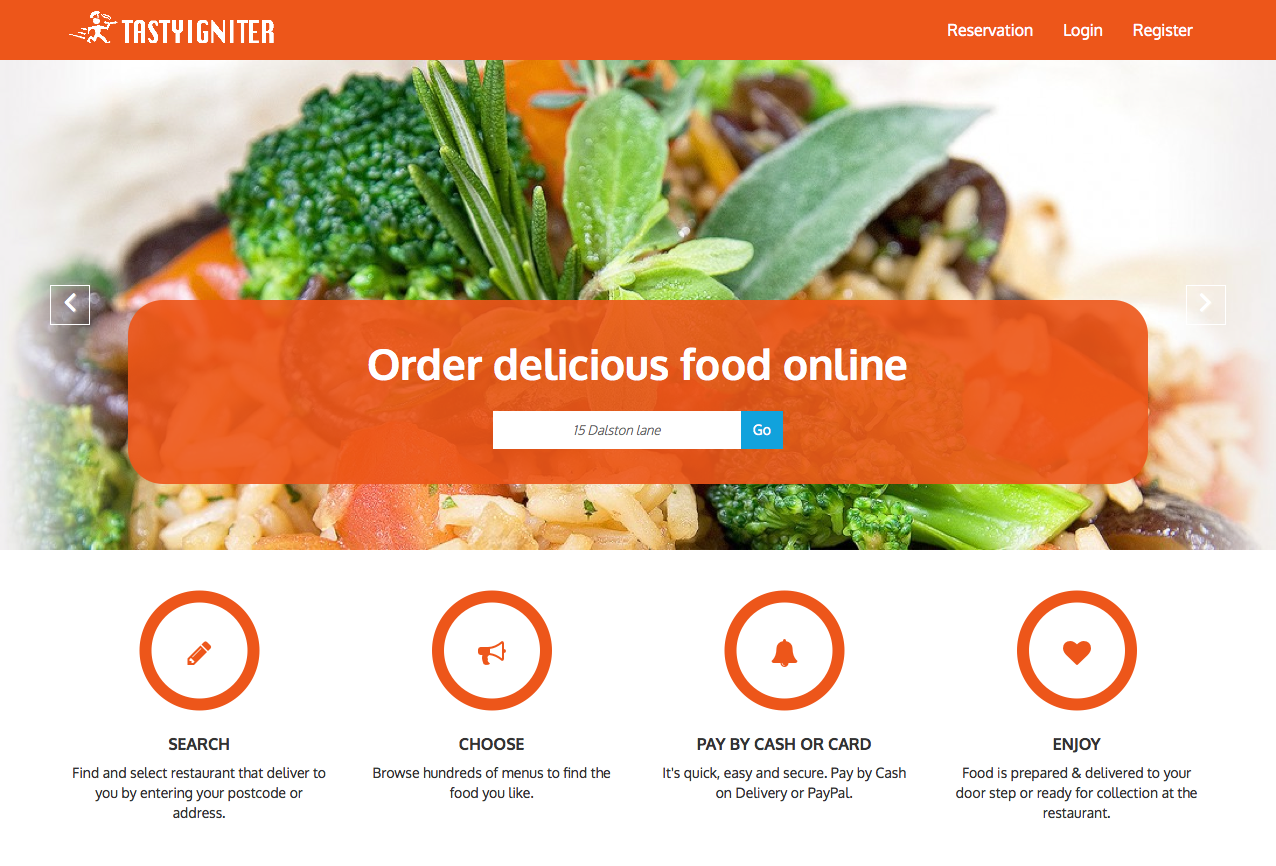 TASTYIGNITER
Reservation Login Register
Order delicious food online
15 Dalston lane Go
SEARCH
Find and select restaurant that deliver to
you by entering your postcode or
address.
CHOOSE
Browse hundreds of menus to find the
food you like.
PAY BY CASH OR CARD
It's quick, easy and secure. Pay by Cash
on Delivery or PayPal.
ENJOY
Food is prepared & delivered to your
door step or ready for collection at the
restaurant.